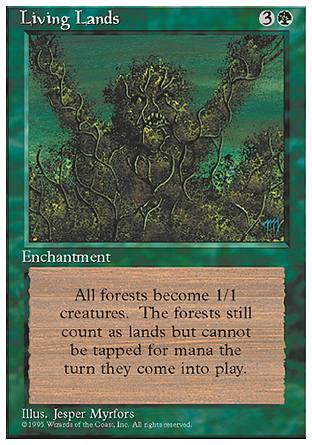 Living Lands 3
Enchantment
All forests become 1/1
creatures. The forests still
count as lands but cannot
be tapped for mana the
turn they come into play.
Illus. Jesper Myrfors
©1995 Wizards of the Coast, Inc. All rights reserved.